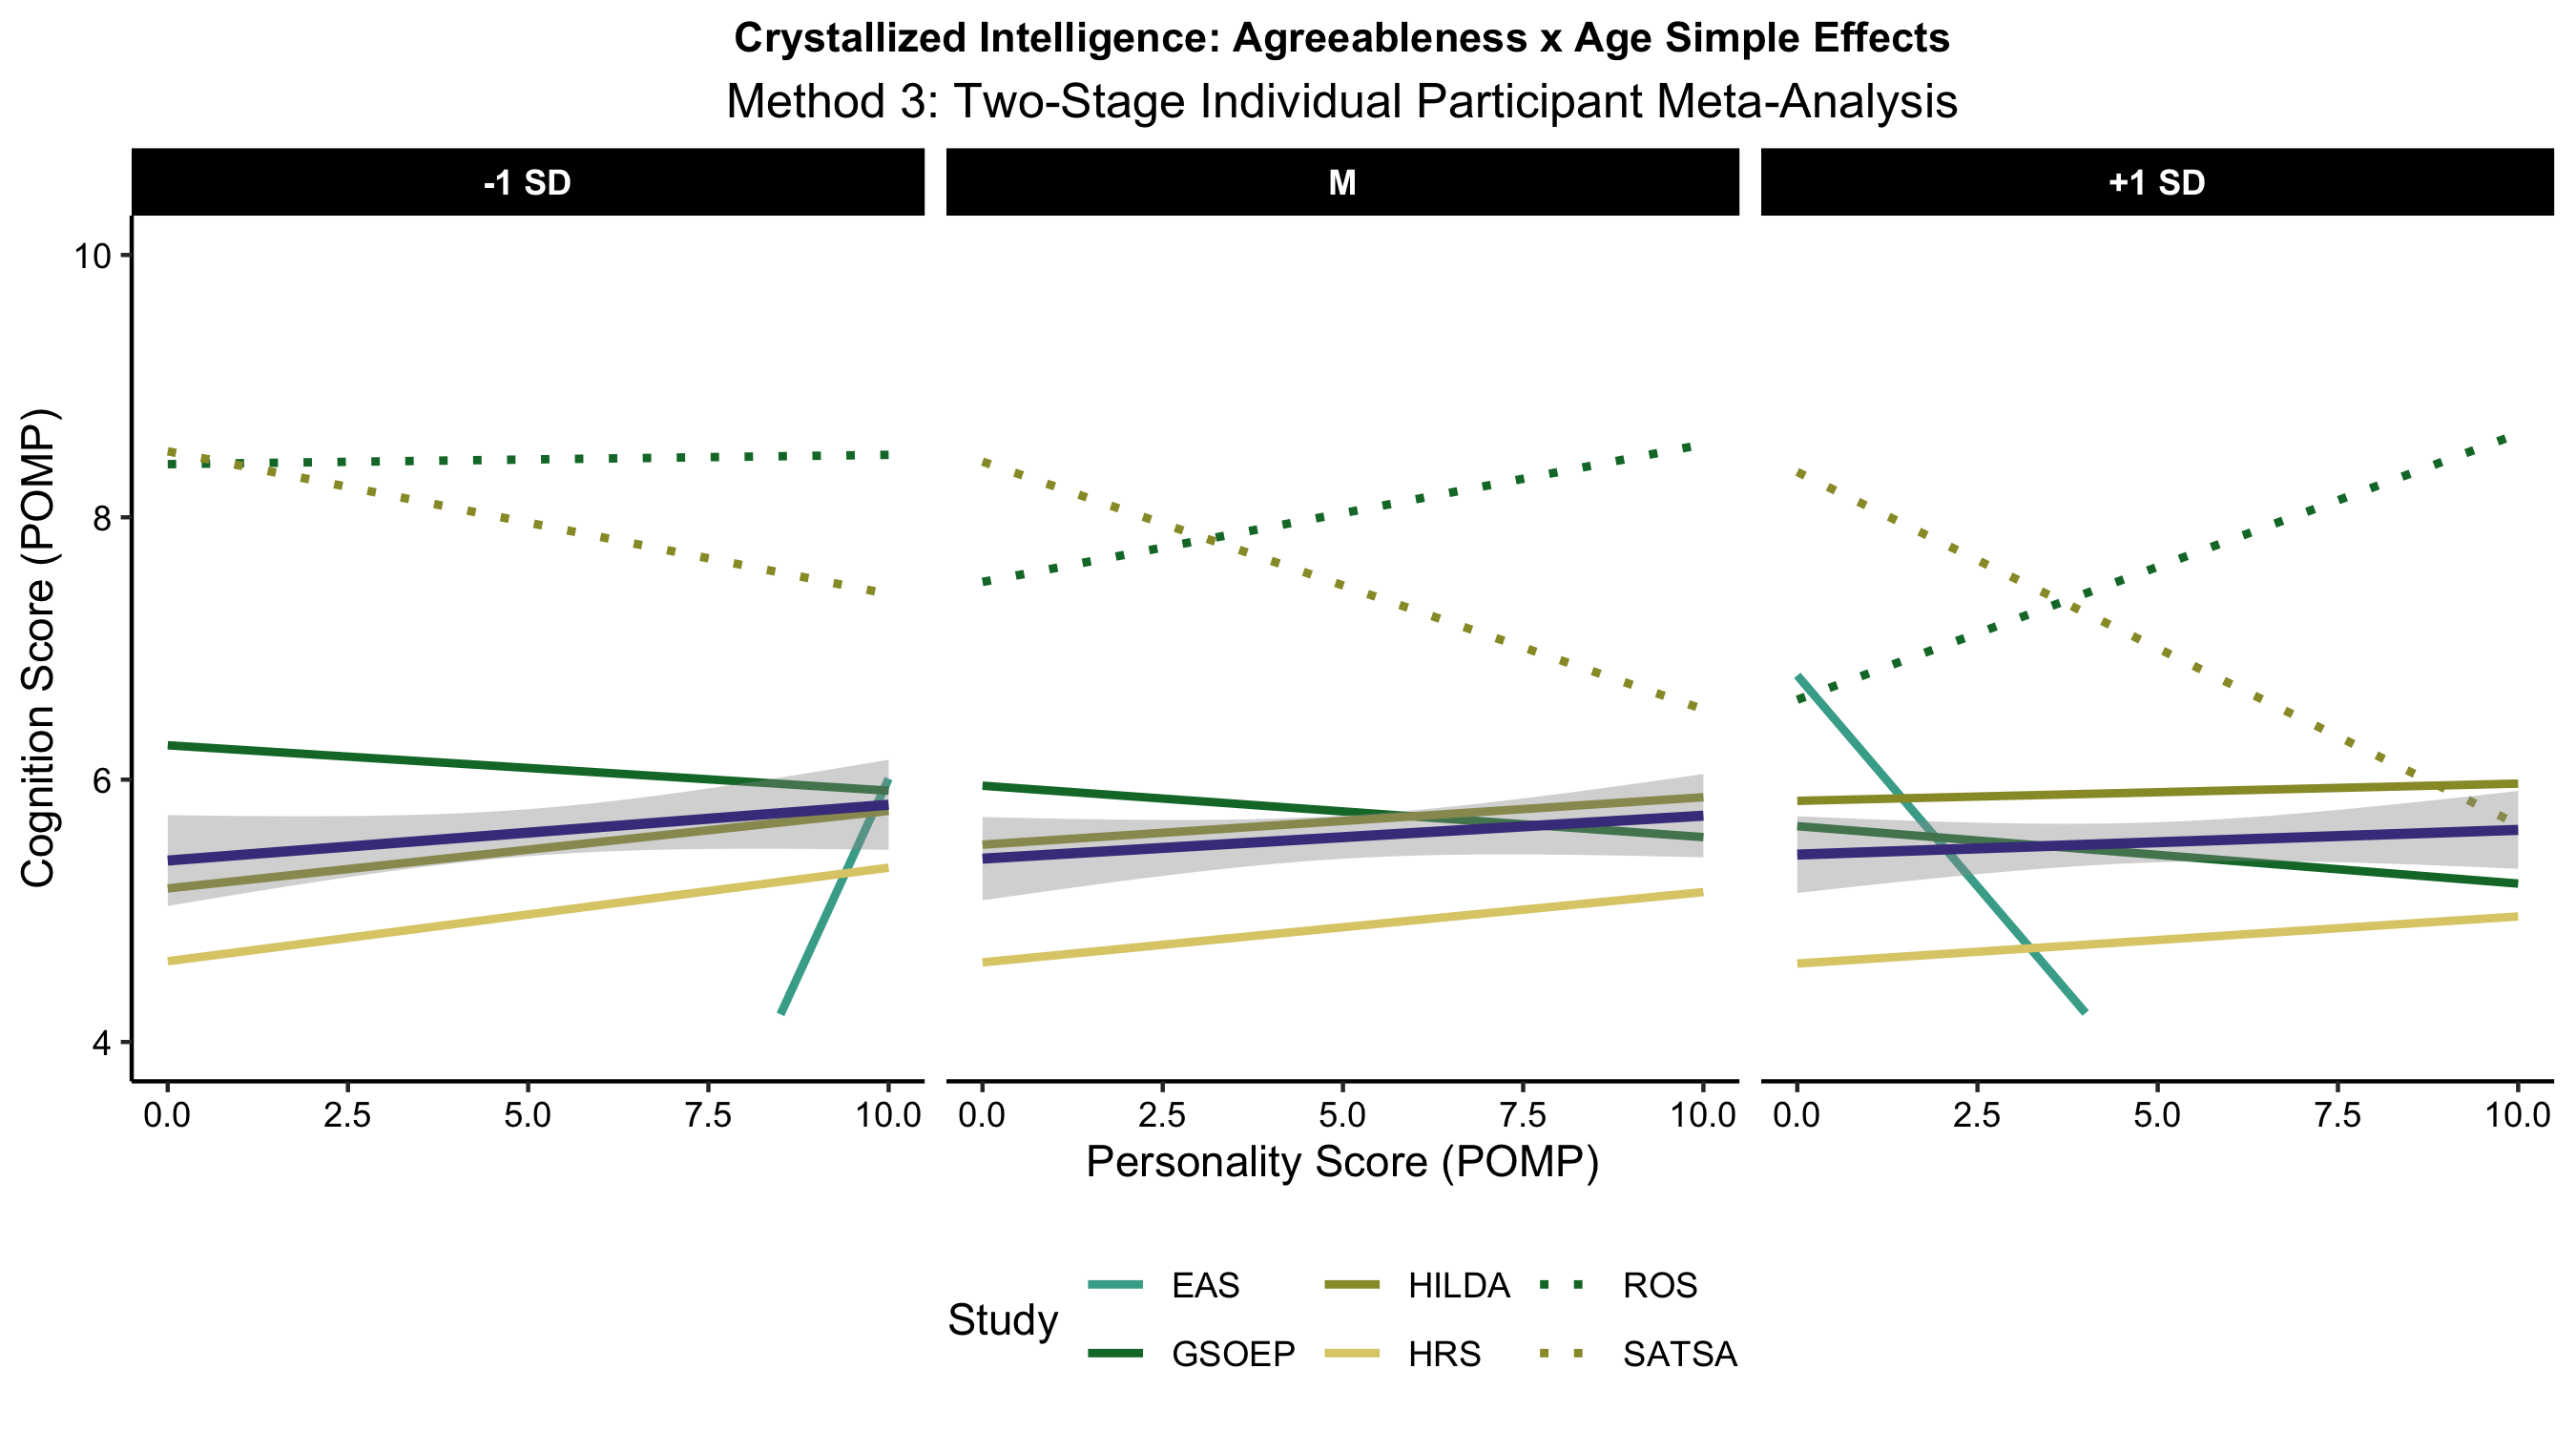 Crystallized Intelligence: Agreeableness x Age Simple Effects
Method 3: Two-Stage Individual Participant Meta-Analysis
-1 SD M +1 SD
Cognition Score (POMP)
10
8
6
4
0.0 2.5 5.0 7.5 10.0 0.0 2.5 5.0 7.5 10.0 0.0 2.5 5.0 7.5 10.0
Personality Score (POMP)
Study
EAS HILDA ROS
GSOEP HRS SATSA